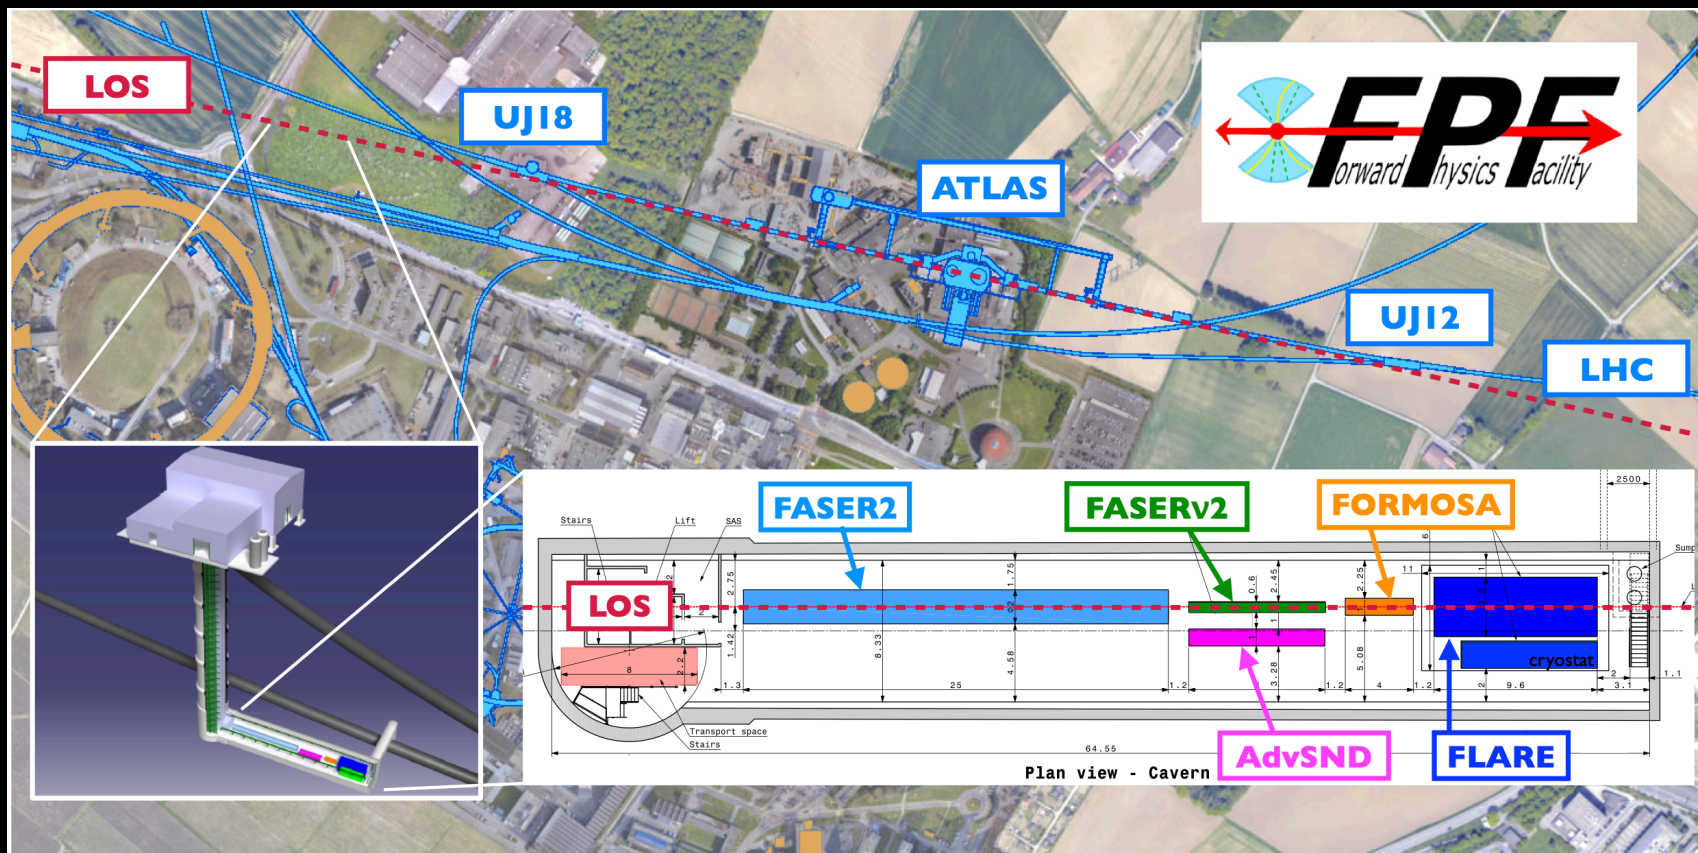 LOS
UJ18
ATLAS
FPF
Forward Physics Facility
UJ12
LHC
FASER2
FASERν2
FORMOSA
2500
Stairs
Lift
SAS
Sump
LOS
2.75
2
1.75
0.6
2.45
2.25
6
11
1
1.42
8.33
4.58
1
1
3.28
5.08
2
8
2.2
1.3
25
1.2
1.2
4
1.2
9.6
2
3.1
1.1
cryostat
Transport space
Stairs
64.55
Plan view - Cavern
AdvSND
FLARE